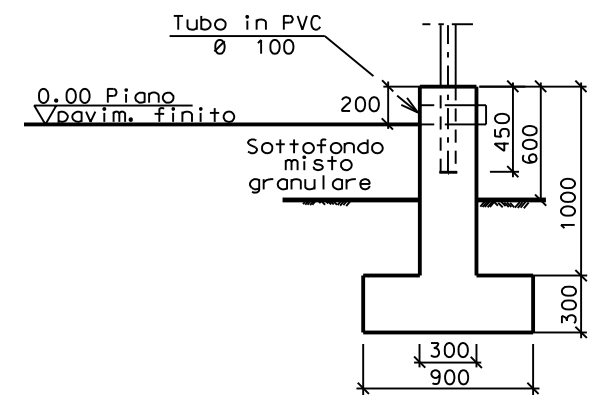 Tubo in PVC
Ø 100
0.00 Piano
pavim. finito
200
Sottofondo
misto
granulare
450
600
1000
300
300
900